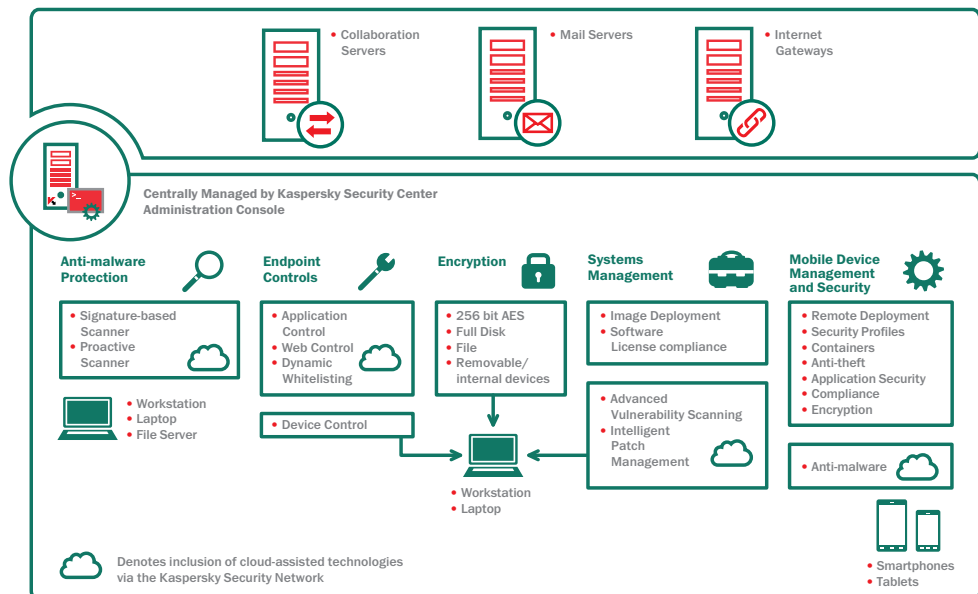 • Collaboration
Servers
• Mail Servers
• Internet
Gateways
K
>_
Centrally Managed by Kaspersky Security Center
Administration Console
Anti-malware
Protection
• Signature-based
Scanner
• Proactive
Scanner
• Workstation
• Laptop
• File Server
Endpoint
Controls
• Application
Control
• Web Control
• Dynamic
Whitelisting
• Device Control
Encryption
• 256 bit AES
• Full Disk
• File
• Removable/
internal devices
• Workstation
• Laptop
Systems
Management
• Image Deployment
• Software
License compliance
• Advanced
Vulnerability Scanning
• Intelligent
Patch
Management
Mobile Device
Management
and Security
• Remote Deployment
• Security Profiles
• Containers
• Anti-theft
• Application Security
• Compliance
• Encryption
• Anti-malware
• Smartphones
• Tablets
Denotes inclusion of cloud-assisted technologies
via the Kaspersky Security Network